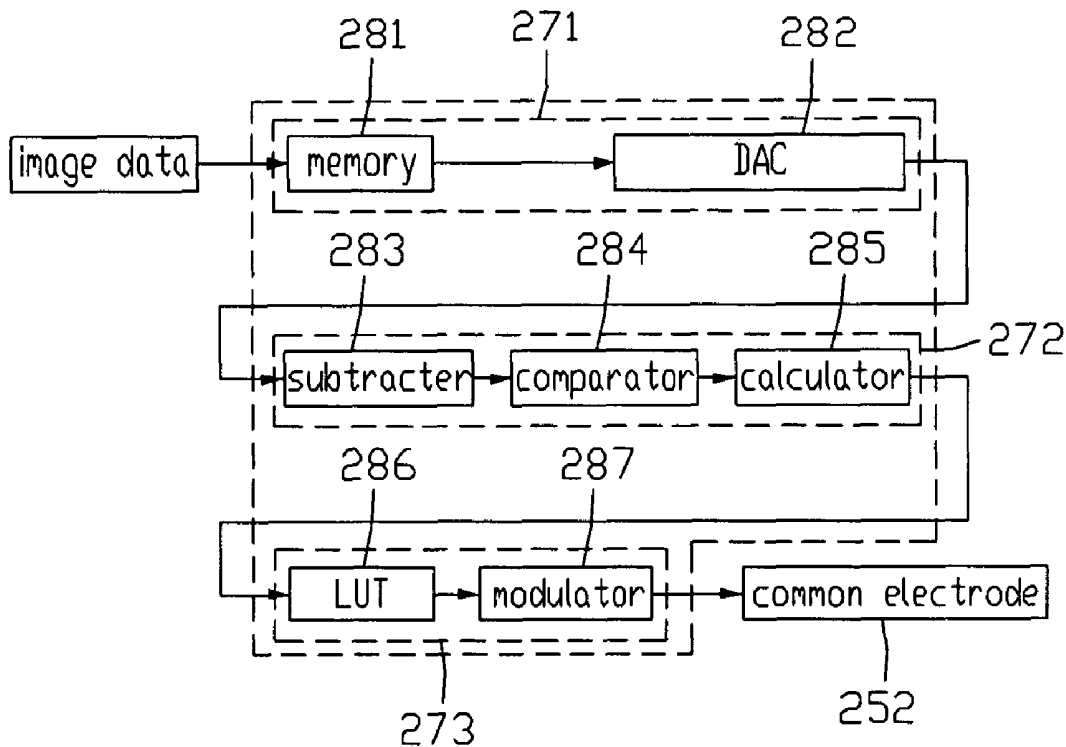 281 271 282
image data memory DAC
283 284 285
272
subtracter comparator calculator
286 287
LUT modulator common electrode
273 252